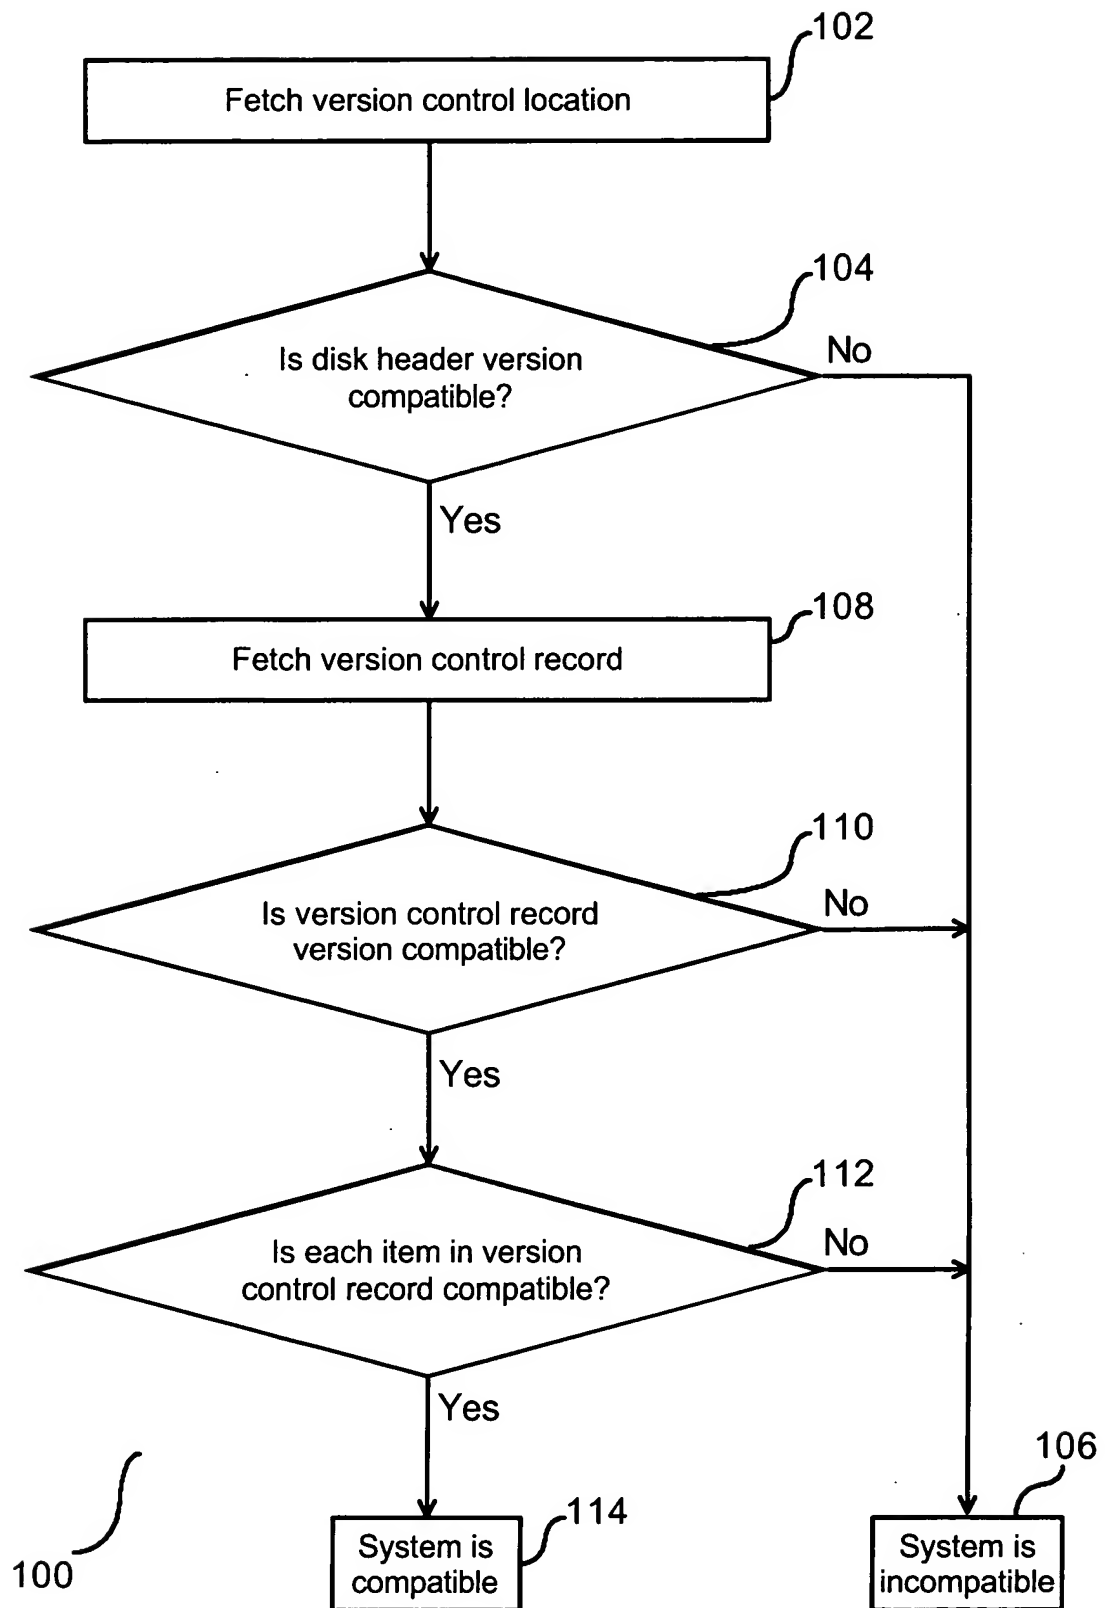 102
Fetch version control location
104
Is disk header version
compatible?
No
Yes
108
Fetch version control record
110
Is version control record
version compatible?
No
Yes
112
Is each item in version
control record compatible?
No
Yes
106
114
System is
compatible
System is
incompatible
100